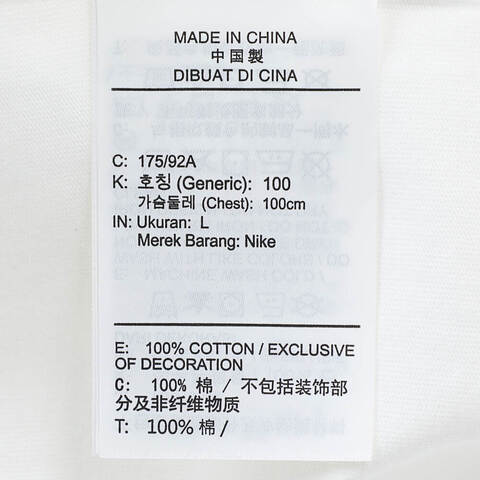 MADE IN CHINA
中国製
DIBUAT DI CINA
C: 175/92A
K: 호칭 (Generic): 100
가슴둘레 (Chest): 100cm
IN: Ukuran: L
Merek Barang: Nike
E: 100% COTTON / EXCLUSIVE
OF DECORATION
C: 100% 棉 / 不包括装饰部
分及非纤维物质
T: 100% 棉 /